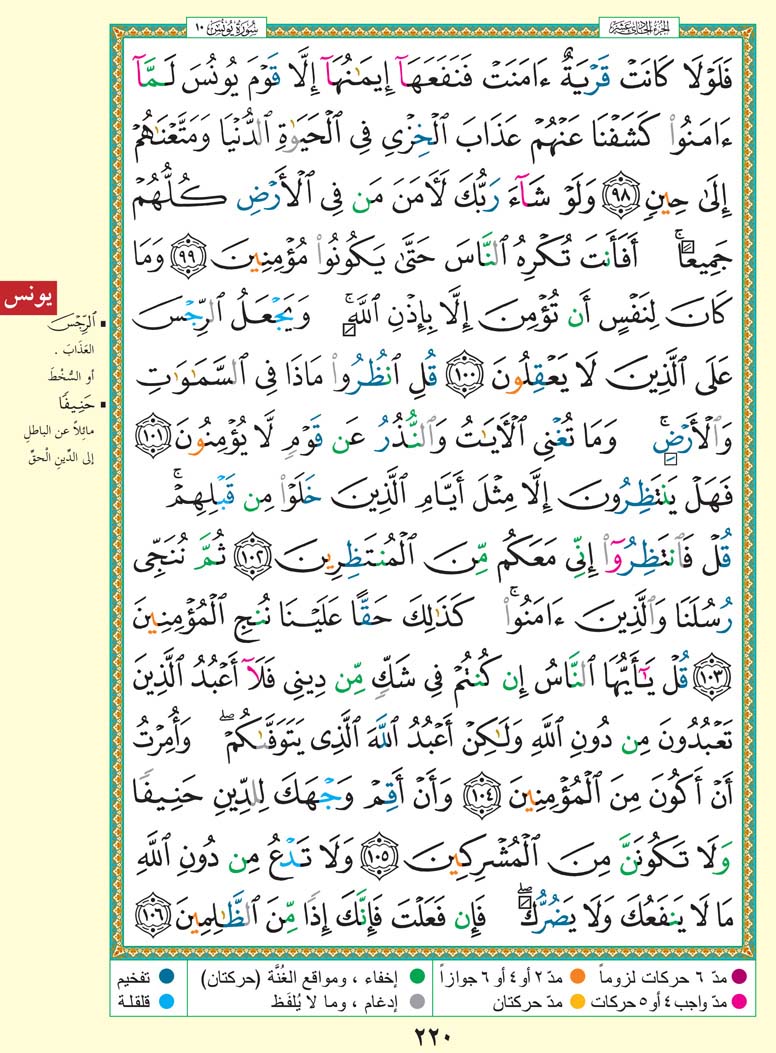 الجزء الحادي عشر
سورة يونس ١٠
فَلَوْلَا كَانَتْ قَرْيَةٌ ءَامَنَتْ فَنَفَعَهَآ إِيمَٰنُهَآ إِلَّا قَوْمَ يُونُسَ لَمَّآ
ءَامَنُوا۟ كَشَفْنَا عَنْهُمْ عَذَابَ ٱلْخِزْىِ فِى ٱلْحَيَوٰةِ ٱلدُّنْيَا وَمَتَّعْنَٰهُمْ
إِلَىٰ حِينٍ ٩٨ وَلَوْ شَآءَ رَبُّكَ لَءَامَنَ مَن فِى ٱلْأَرْضِ كُلُّهُمْ
جَمِيعًا ۚ أَفَأَنتَ تُكْرِهُ ٱلنَّاسَ حَتَّىٰ يَكُونُوا۟ مُؤْمِنِينَ ٩٩ وَمَا
كَانَ لِنَفْسٍ أَن تُؤْمِنَ إِلَّا بِإِذْنِ ٱللَّهِ ۚ وَيَجْعَلُ ٱلرِّجْسَ
عَلَى ٱلَّذِينَ لَا يَعْقِلُونَ ١٠٠ قُلِ ٱنظُرُوا۟ مَاذَا فِى ٱلسَّمَٰوَٰتِ
وَٱلْأَرْضِ ۚ وَمَا تُغْنِى ٱلْءَايَٰتُ وَٱلنُّذُرُ عَن قَوْمٍ لَّا يُؤْمِنُونَ ١٠١
فَهَلْ يَنتَظِرُونَ إِلَّا مِثْلَ أَيَّامِ ٱلَّذِينَ خَلَوْا۟ مِن قَبْلِهِمْ ۚ
قُلْ فَٱنتَظِرُوٓا۟ إِنِّى مَعَكُم مِّنَ ٱلْمُنتَظِرِينَ ١٠٢ ثُمَّ نُنَجِّى
رُسُلَنَا وَٱلَّذِينَ ءَامَنُوا۟ ۚ كَذَٰلِكَ حَقًّا عَلَيْنَا نُنجِ ٱلْمُؤْمِنِينَ
١٠٣ قُلْ يَٰٓأَيُّهَا ٱلنَّاسُ إِن كُنتُمْ فِى شَكٍّ مِّن دِينِى فَلَآ أَعْبُدُ ٱلَّذِينَ
تَعْبُدُونَ مِن دُونِ ٱللَّهِ وَلَٰكِنْ أَعْبُدُ ٱللَّهَ ٱلَّذِى يَتَوَفَّىٰكُمْ ۖ وَأُمِرْتُ
أَنْ أَكُونَ مِنَ ٱلْمُؤْمِنِينَ ١٠٤ وَأَنْ أَقِمْ وَجْهَكَ لِلدِّينِ حَنِيفًا
وَلَا تَكُونَنَّ مِنَ ٱلْمُشْرِكِينَ ١٠٥ وَلَا تَدْعُ مِن دُونِ ٱللَّهِ
مَا لَا يَنفَعُكَ وَلَا يَضُرُّكَ ۖ فَإِن فَعَلْتَ فَإِنَّكَ إِذًا مِّنَ ٱلظَّٰلِمِينَ ١٠٦
يونس
الرِّجْسَ
العَذَابَ .
أو السُّخْطَ
حَنِيفًا
مائلاً عن الباطلِ
إلى الدِّينِ الْحقِّ
مدّ ٦ حركات لزوماً
مدّ ٢ أو ٤ أو ٦ جوازاً
إخفاء ، ومواقع الغُنَّة (حركتان)
تفخيم
مدّ واجب ٤ أو ٥ حركات
مدّ حركتان
إدغام ، وما لا يُلفَظ
قلقلة
٢٢٠